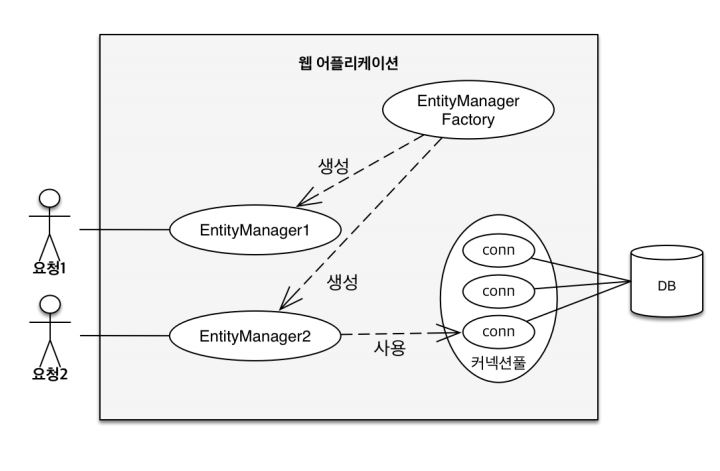 웹 어플리케이션
EntityManager
Factory
생성
EntityManager1
요청1
생성
EntityManager2
요청2
사용
conn
conn
conn
커넥션풀
DB